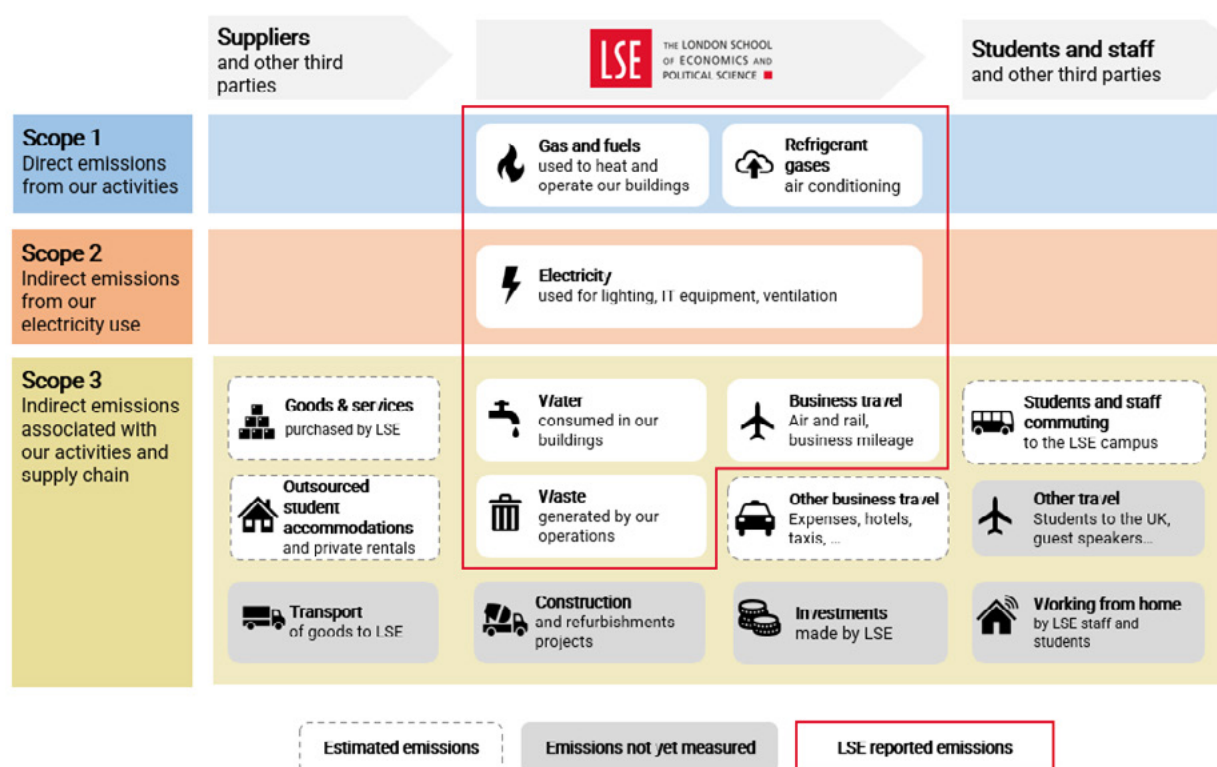 Suppliers
and other third
parties
LSE
THE LONDON SCHOOL
OF ECONOMICS AND
POLITICAL SCIENCE
Students and staff
and other third parties
Scope 1
Direct emissions
from our activities
Gas and fuels
used to heat and
operate our buildings
Refrigerant
gases
air conditioning
Scope 2
Indirect emissions
from our
electricity use
Electricity
used for lighting, IT equipment, ventilation
Scope 3
Indirect emissions
associated with
our activities and
supply chain
Goods & services
purchased by LSE
Water
consumed in our
buildings
Business travel
Air and rail,
business mileage
Students and staff
commuting
to the LSE campus
Outsourced
student
accommodations
and private rentals
Waste
generated by our
operations
Other business travel
Expenses, hotels,
taxis, ...
Other travel
Students to the UK,
guest speakers...
Transport
of goods to LSE
Construction
and refurbishments
projects
Investments
made by LSE
Working from home
by LSE staff and
students
Estimated emissions
Emissions not yet measured
LSE reported emissions